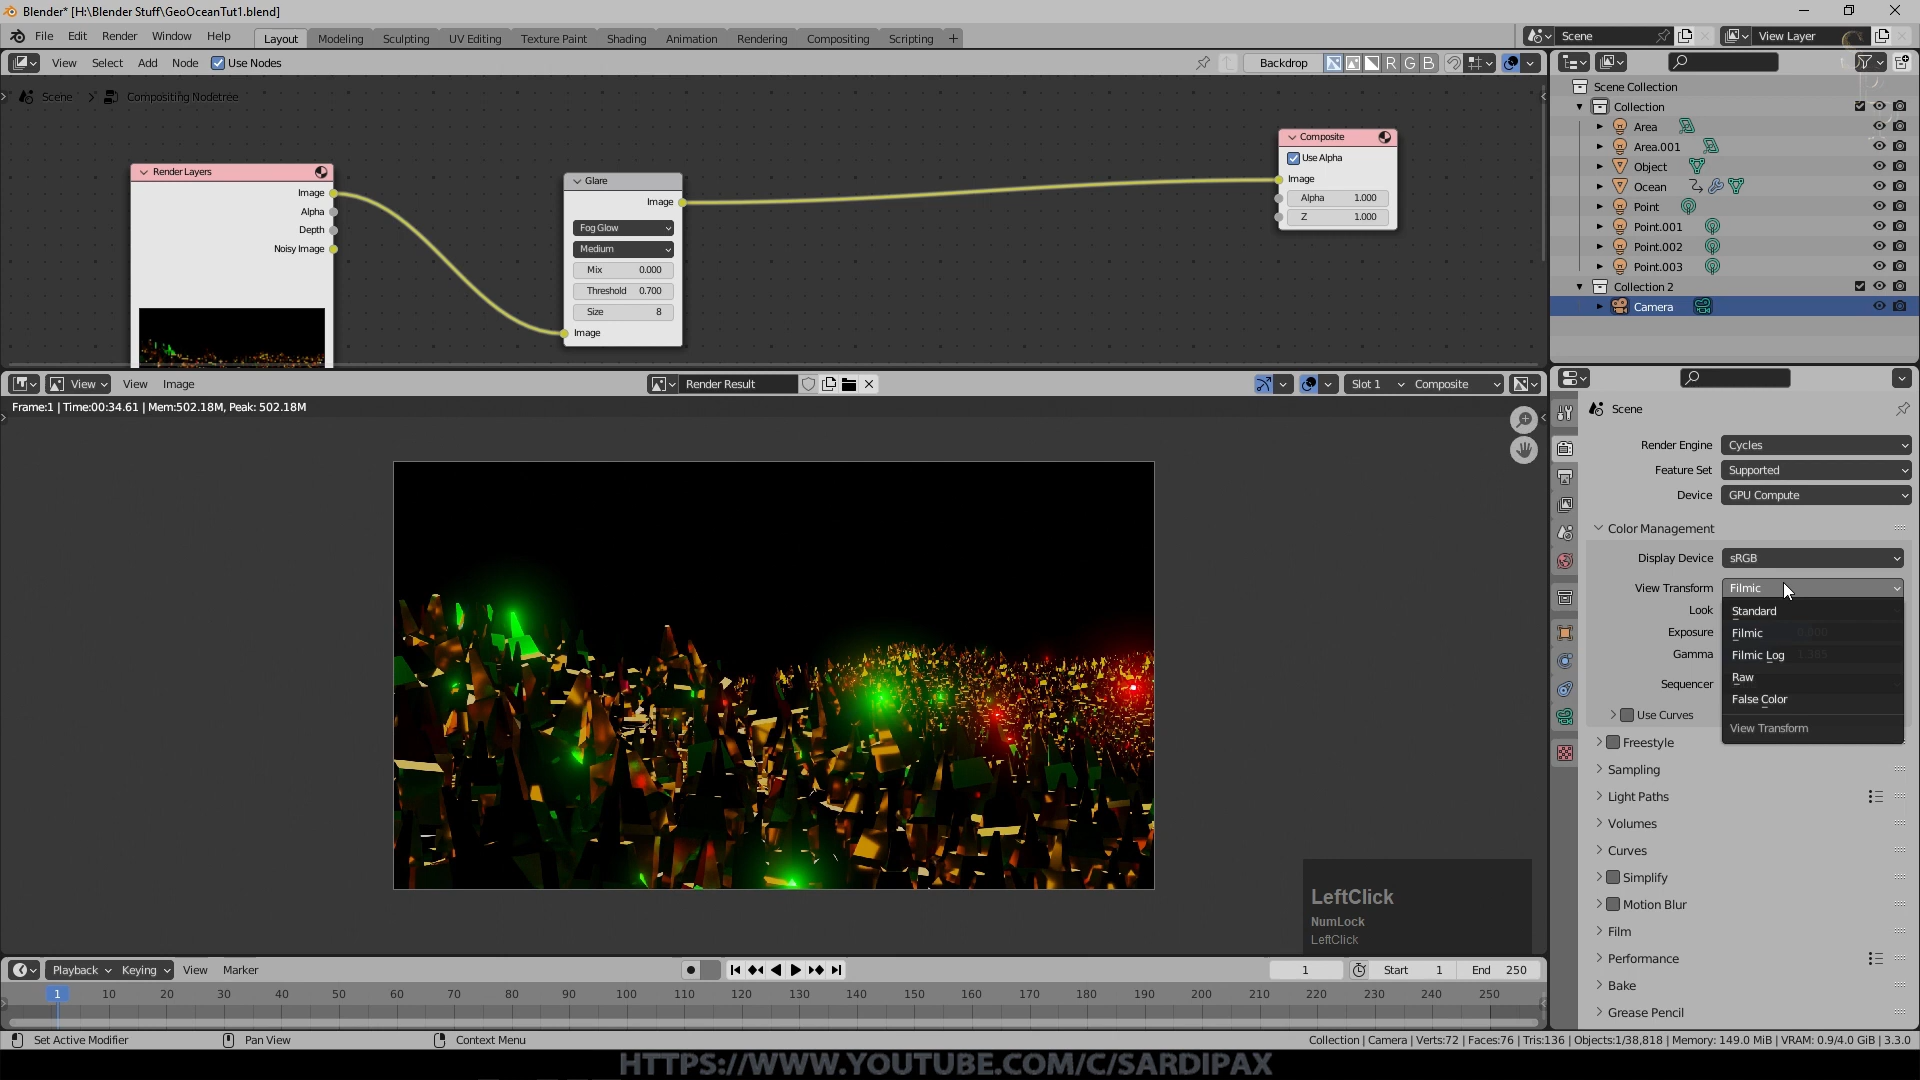 Blender* [H:\Blender Stuff\GeoOceanTut1.blend]
File Edit Render Window Help Layout Modeling Sculpting UV Editing Texture Paint Shading Animation Rendering Compositing Scripting + Scene View Layer
View Select Add Node Use Nodes Backdrop R G B
Scene > Compositing Nodetree
Render Layers
Image
Alpha
Depth
Noisy Image
Glare
Image
Fog Glow
Medium
Mix 0.000
Threshold 0.700
Size 8
Image
Composite
Use Alpha
Image
Alpha 1.000
Z 1.000
Scene Collection
Collection
Area
Area.001
Object
Ocean
Point
Point.001
Point.002
Point.003
Collection 2
Camera
View View Image Render Result Slot 1 Composite
Frame:1 | Time:00:34.61 | Mem:502.18M, Peak: 502.18M
Scene
Render Engine Cycles
Feature Set Supported
Device GPU Compute
Color Management
Display Device sRGB
View Transform Filmic
Look
Exposure
Gamma
Sequencer
Standard
Filmic
Filmic Log
Raw
False Color
View Transform
Use Curves
Freestyle
Sampling
Light Paths
Volumes
Curves
Simplify
Motion Blur
Film
Performance
Bake
Grease Pencil
LeftClick
NumLock
LeftClick
Playback Keying View Marker 1 Start 1 End 250
1 10 20 30 40 50 60 70 80 90 100 110 120 130 140 150 160 170 180 190 200 210 220 230 240 250
Set Active Modifier Pan View Context Menu Collection | Camera | Verts:72 | Faces:76 | Tris:136 | Objects:1/38,818 | Memory: 149.0 MiB | VRAM: 0.9/4.0 GiB | 3.3.0
HTTPS://WWW.YOUTUBE.COM/C/SARDIPAX